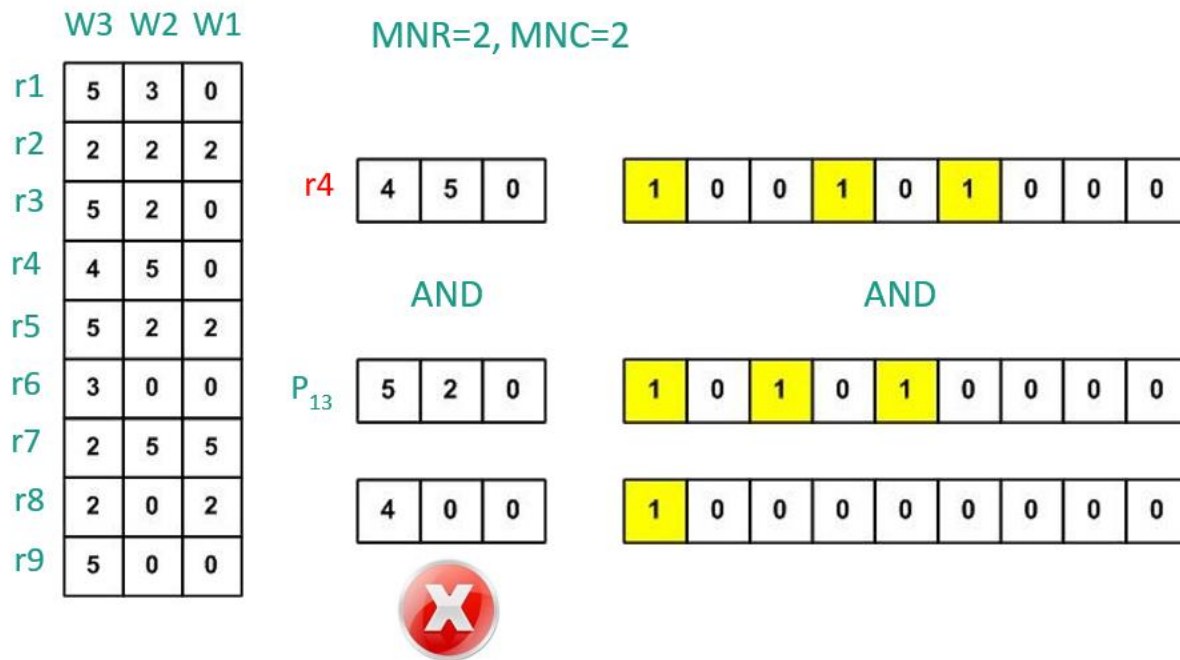 W3 W2 W1
MNR=2, MNC=2
r1 5 3 0
r2 2 2 2
r3 5 2 0
r4 4 5 0
r5 5 2 2
r6 3 0 0
r7 2 5 5
r8 2 0 2
r9 5 0 0
r4 4 5 0 1 0 0 1 0 1 0 0 0
AND AND
P13 5 2 0 1 0 1 0 1 0 0 0 0
4 0 0 1 0 0 0 0 0 0 0 0
X